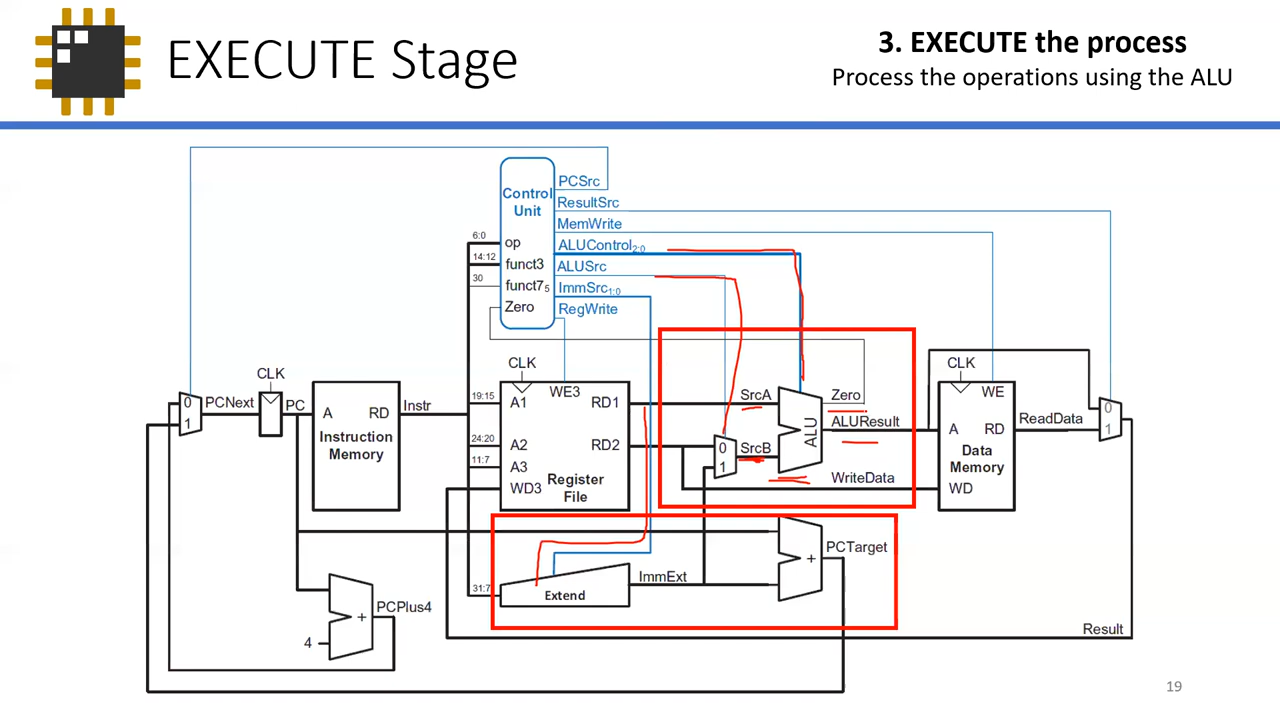 EXECUTE Stage
3. EXECUTE the process
Process the operations using the ALU
Control
Unit
PCSrc
ResultSrc
MemWrite
ALUControl2:0
ALUSrc
ImmSrc1:0
RegWrite
6:0
op
14:12
funct3
30
funct75
Zero
PCNext
0
1
CLK
PC
A
RD
Instruction
Memory
Instr
CLK
WE3
19:15
A1
RD1
24:20
A2
RD2
11:7
A3
WD3
Register
File
0
1
SrcA
SrcB
ALU
Zero
ALUResult
WriteData
CLK
WE
A
RD
Data
Memory
WD
ReadData
0
1
31:7
Extend
ImmExt
+
PCTarget
PCPlus4
+
4
Result
19